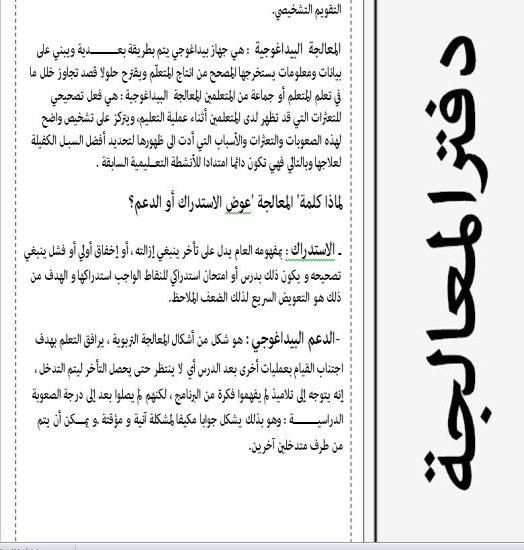 التقويم التشخيصي.
المعالجة البيداغوجية : هي جهاز بيداغوجي يتم بطريقة بعـــــدية ويبني على
بيانات ومعلومات يستخرجها المصحح من انتاج المتعلّم ويقترح حلولا قصد تجاوز خلل ما
في تعلم المتعلم أو جماعة من المتعلمين المعالجة البيداغوجية : هي فعل تصحيحي
للتعثرات التي قد تظهر لدى المتعلمين أثناء عملية التعليم، ويتركز على تشخيص واضح
لهذه الصعوبات والتعثرات والأسباب التي أدت الى ظهورها لتحديد أفضل السبل الكفيلة
لعلاجها وبالتالي فهي تكون دائما امتدادا للأنشطة التعـليمية السابقة .
لماذا كلمة' المعالجة 'عوض الاستدراك أو الدعم؟
ـ الاستدراك : بمفهومه العام يدل على تأخر ينبغي إزالته ، أو إخفاق أولي أو فشل ينبغي
تصحيحه و يكون ذلك بدرس أو امتحان استدراكي للنقاط الواجب استدراكها و الهدف من
ذلك هو التعويض السريع لذلك الضعف الملاحظ.
-الدعم البيداغوجي : هو شكل من أشكال المعالجة التربوية ، يرافق التعلم بهدف
اجتناب القيام بعمليات أخرى بعد الدرس أي لا ينتظر حتى يحصل التأخر ليتم التدخل ،
إنه يتوجه إلى تلاميذ لم يفهموا فكرة من البرنامج ، لكنهم لم يصلوا بعد إلى درجة الصعوبة
الدراسيـــــة : وهو بذلك يشكل جوابا مكيفا لمشكلة آنية و مؤقتة .و يمـكن أن يتم
من طرف متدخلين آخرين.
دفتر المعالجة